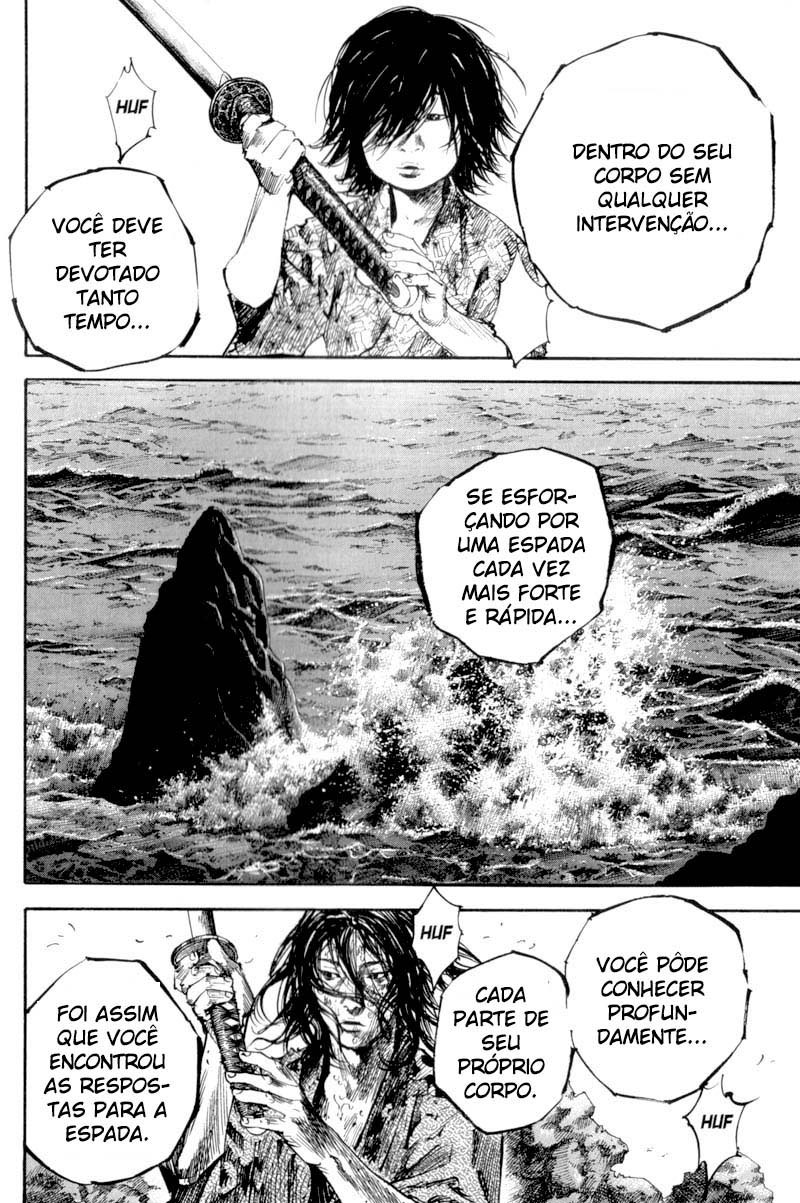 DENTRO DO SEU
CORPO SEM
QUALQUER
INTERVENÇÃO...
HUF
VOCÊ DEVE
TER
DEVOTADO
TANTO
TEMPO...
SE ESFOR-
ÇANDO POR
UMA ESPADA
CADA VEZ
MAIS FORTE
E RÁPIDA...
VOCÊ PÔDE
CONHECER
PROFUN-
DAMENTE...
HUF
HUF
CADA
PARTE DE
SEU
PRÓPRIO
CORPO.
FOI ASSIM
QUE VOCÊ
ENCONTROU
AS RESPOS-
TAS PARA A
ESPADA.